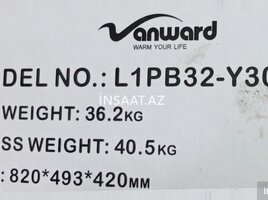 Vanward
WARM YOUR LIFE
DEL NO.: L1PB32-Y30
İNSAAT.AZ
WEIGHT: 36.2KG
SS WEIGHT: 40.5KG
: 820*493*420MM